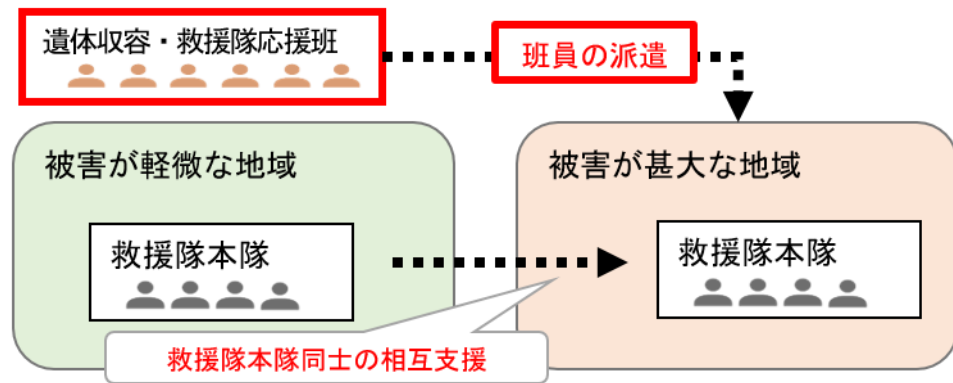 遺体収容・救援隊応援班
班員の派遣
被害が軽微な地域
被害が甚大な地域
救援隊本隊
救援隊本隊
救援隊本隊同士の相互支援